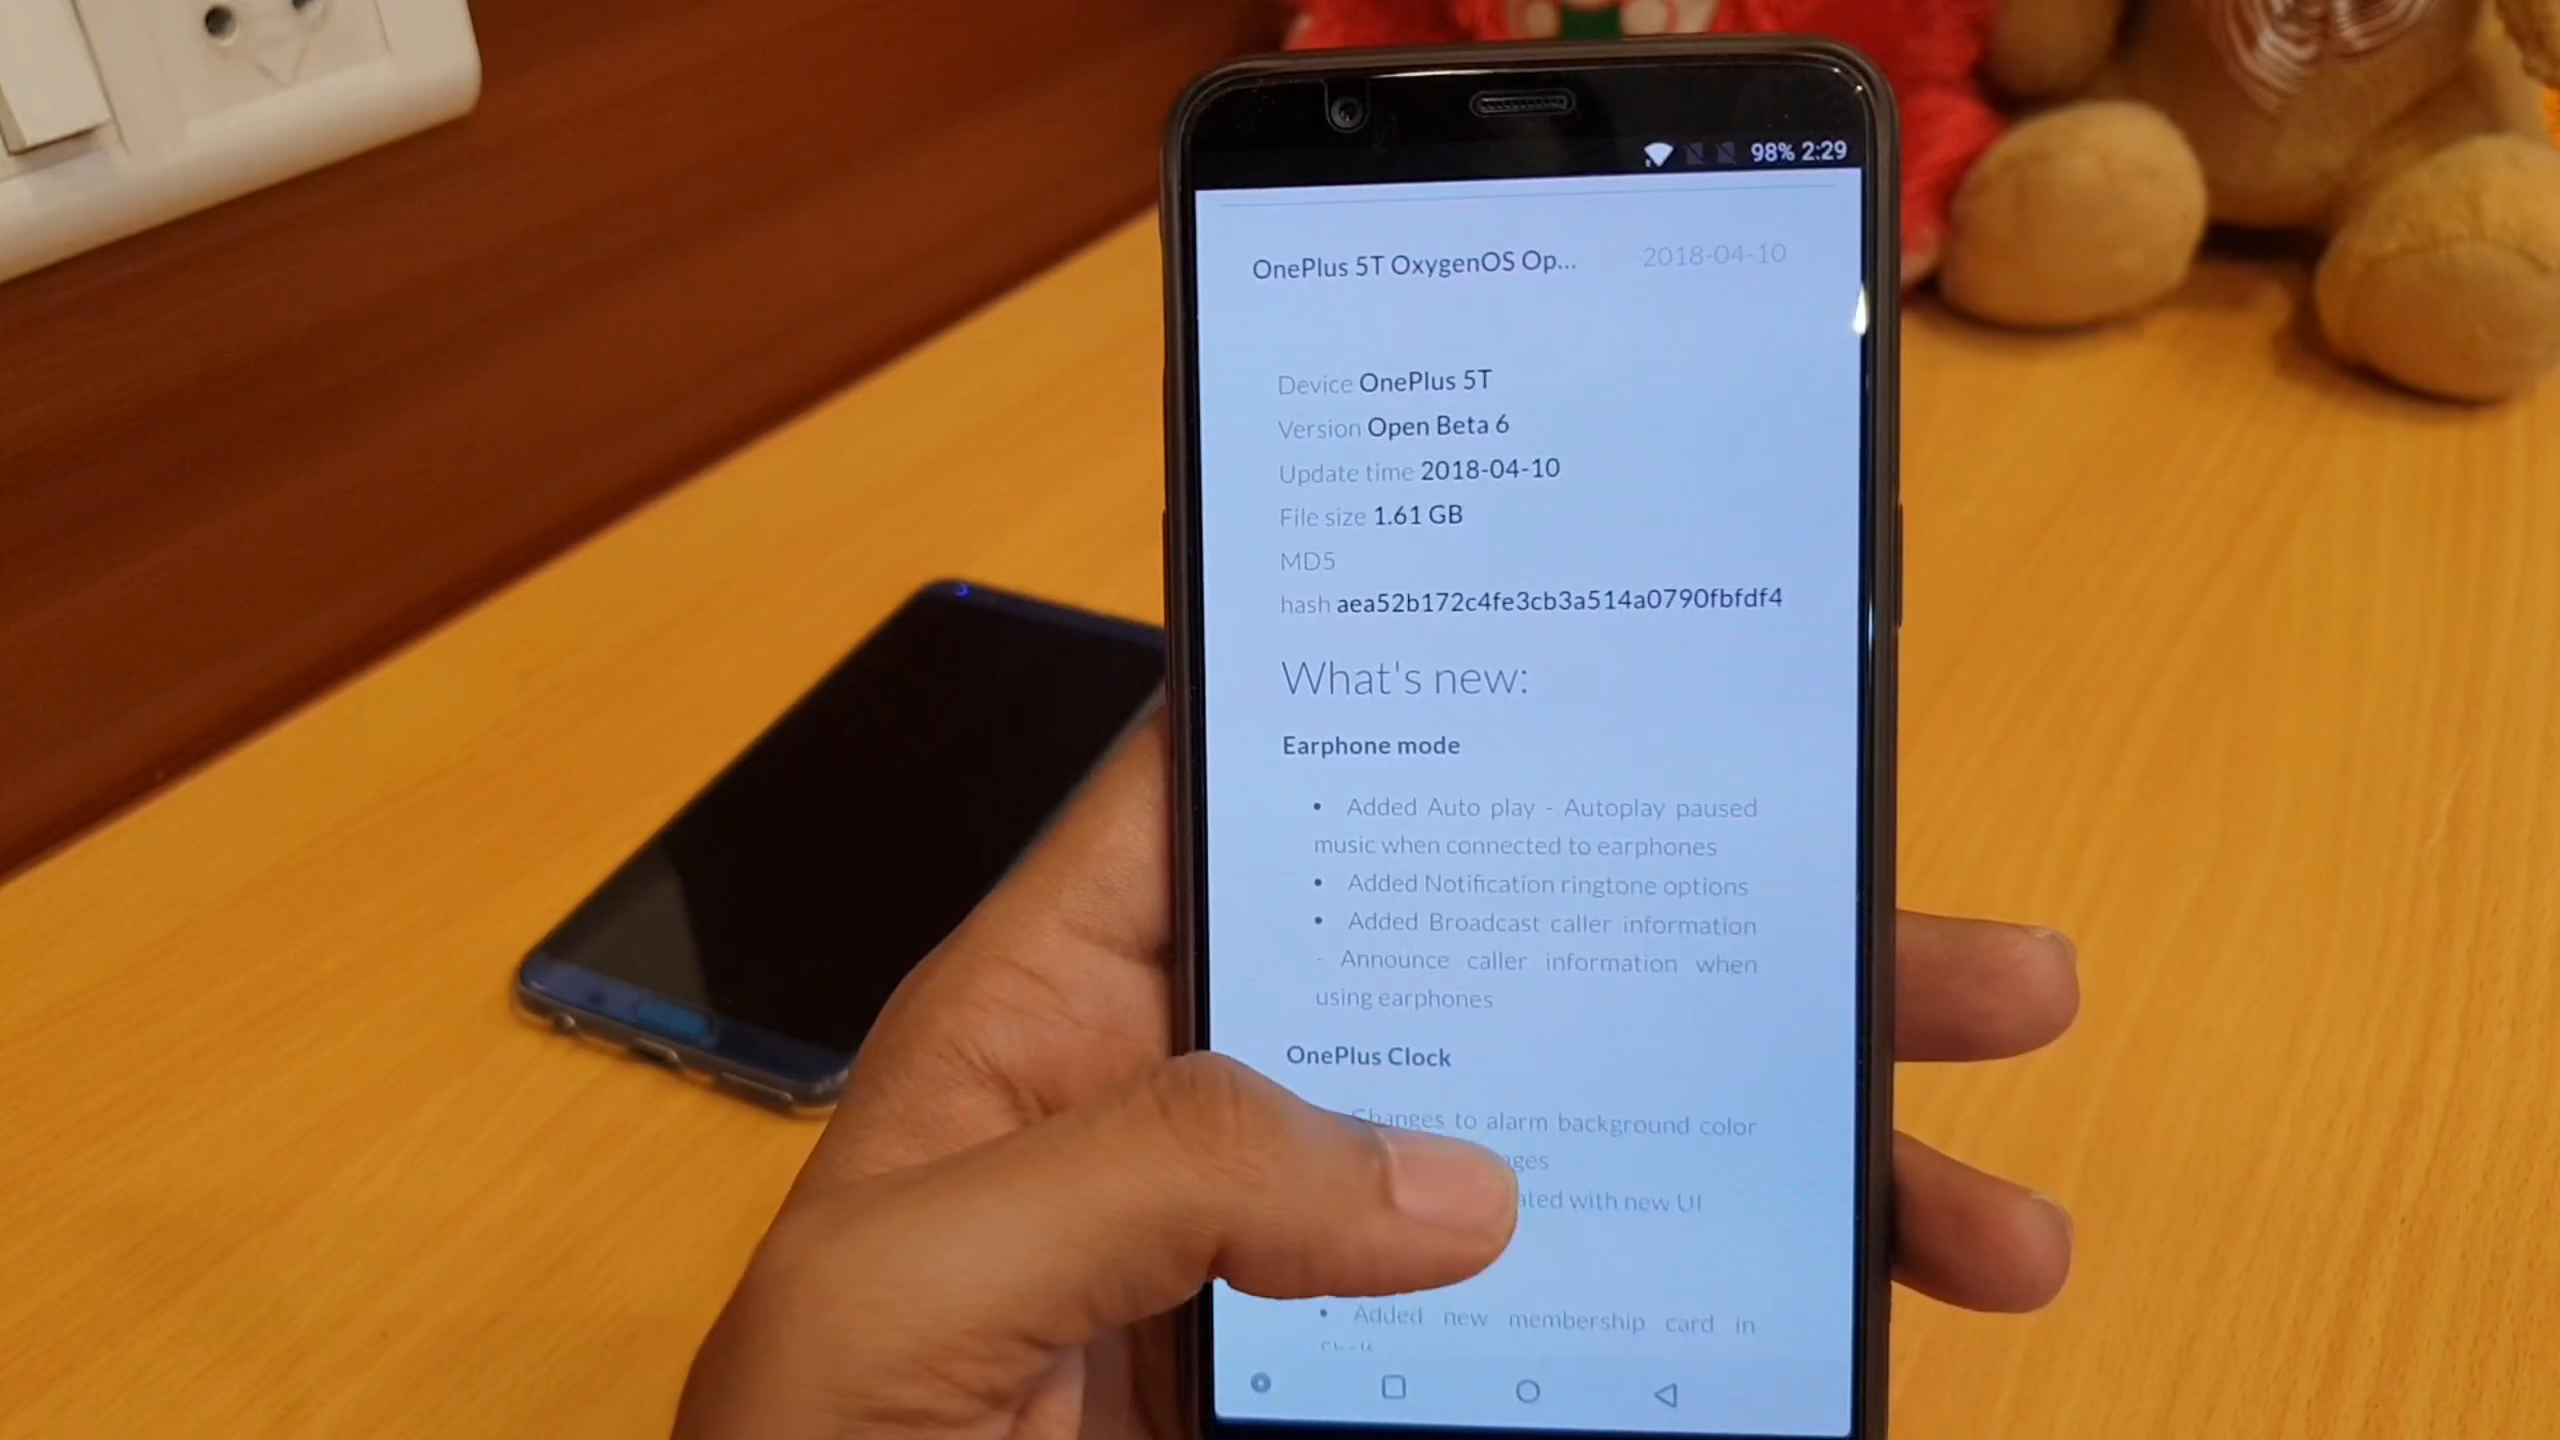 98% 2:29
OnePlus 5T OxygenOS Op... 2018-04-10
Device OnePlus 5T
Version Open Beta 6
Update time 2018-04-10
File size 1.61 GB
MD5
hash aea52b172c4fe3cb3a514a0790fbfdf4
What's new:
Earphone mode
• Added Auto play - Autoplay paused
music when connected to earphones
• Added Notification ringtone options
• Added Broadcast caller information
- Announce caller information when
using earphones
OnePlus Clock
Changes to alarm background color
with new UI
• Added new membership card in